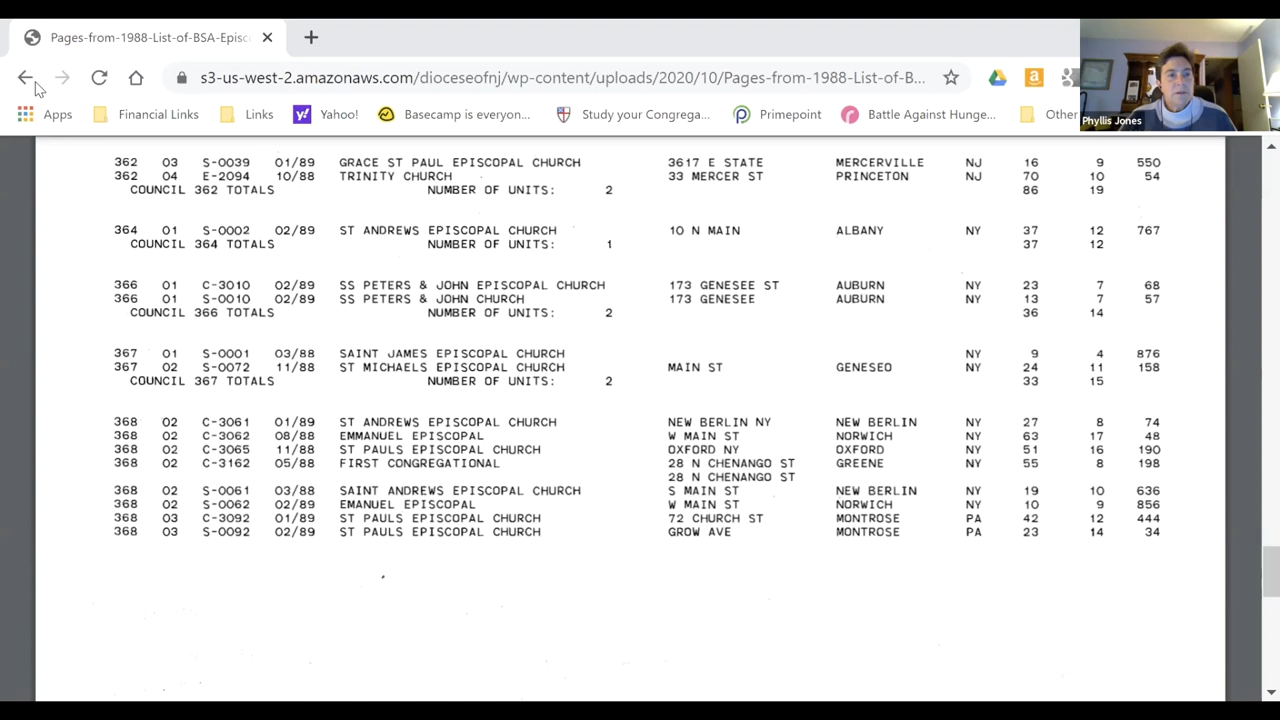 Pages-from-1988-List-of-BSA-Episc
s3-us-west-2.amazonaws.com/dioceseofnj/wp-content/uploads/2020/10/Pages-from-1988-List-of-B...
Apps Financial Links Links Yahoo! Basecamp is everyon... Study your Congrega... Primepoint Battle Against Hunge... Other
Phyllis Jones
362 03 S-0039 01/89 GRACE ST PAUL EPISCOPAL CHURCH 3617 E STATE MERCERVILLE NJ 16 9 550
362 04 E-2094 10/88 TRINITY CHURCH 33 MERCER ST PRINCETON NJ 70 10 54
COUNCIL 362 TOTALS NUMBER OF UNITS: 2 86 19
364 01 S-0002 02/89 ST ANDREWS EPISCOPAL CHURCH 10 N MAIN ALBANY NY 37 12 767
COUNCIL 364 TOTALS NUMBER OF UNITS: 1 37 12
366 01 C-3010 02/89 SS PETERS & JOHN EPISCOPAL CHURCH 173 GENESEE ST AUBURN NY 23 7 68
366 01 S-0010 02/89 SS PETERS & JOHN CHURCH 173 GENESEE AUBURN NY 13 7 57
COUNCIL 366 TOTALS NUMBER OF UNITS: 2 36 14
367 01 S-0001 03/88 SAINT JAMES EPISCOPAL CHURCH NY 9 4 876
367 02 S-0072 11/88 ST MICHAELS EPISCOPAL CHURCH MAIN ST GENESEO NY 24 11 158
COUNCIL 367 TOTALS NUMBER OF UNITS: 2 33 15
368 02 C-3061 01/89 ST ANDREWS EPISCOPAL CHURCH NEW BERLIN NY NEW BERLIN NY 27 8 74
368 02 C-3062 08/88 EMMANUEL EPISCOPAL W MAIN ST NORWICH NY 63 17 48
368 02 C-3065 11/88 ST PAULS EPISCOPAL CHURCH OXFORD NY OXFORD NY 51 16 190
368 02 C-3162 05/88 FIRST CONGREGATIONAL 28 N CHENANGO ST GREENE NY 55 8 198
28 N CHENANGO ST
368 02 S-0061 03/88 SAINT ANDREWS EPISCOPAL CHURCH S MAIN ST NEW BERLIN NY 19 10 636
368 02 S-0062 02/89 EMANUEL EPISCOPAL W MAIN ST NORWICH NY 10 9 856
368 03 C-3092 01/89 ST PAULS EPISCOPAL CHURCH 72 CHURCH ST MONTROSE PA 42 12 444
368 03 S-0092 02/89 ST PAULS EPISCOPAL CHURCH GROW AVE MONTROSE PA 23 14 34